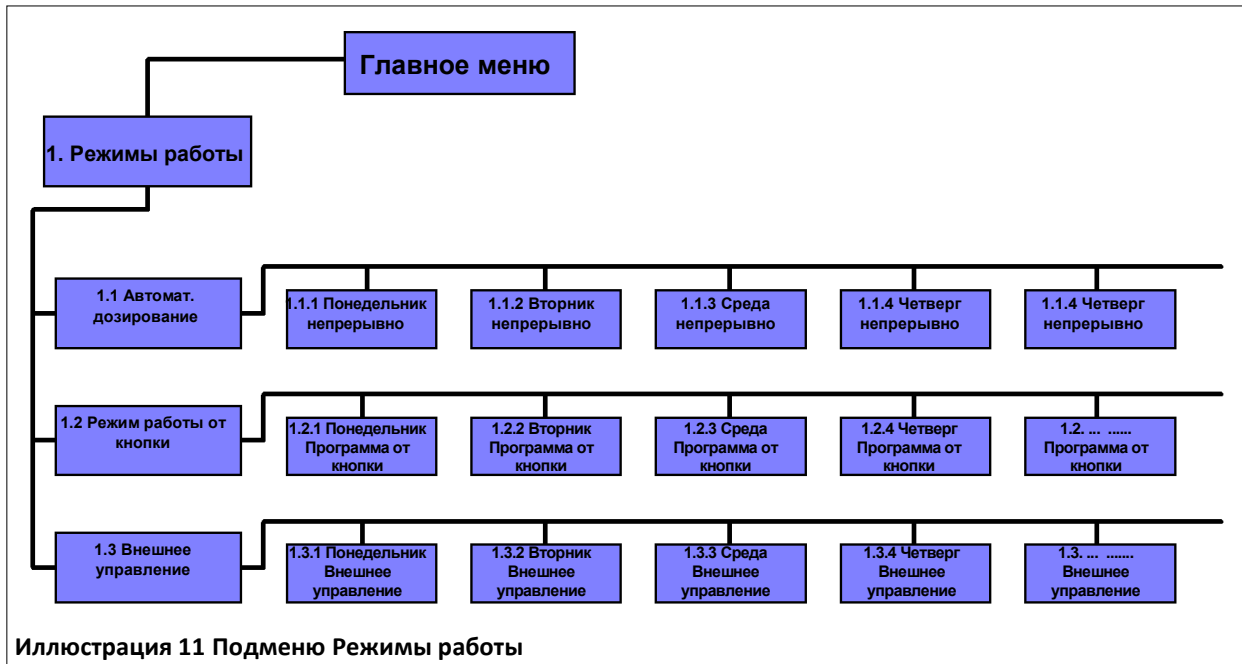 Главное меню
1. Режимы работы
1.1 Автомат.
дозирование
1.1.1 Понедельник
непрерывно
1.1.2 Вторник
непрерывно
1.1.3 Среда
непрерывно
1.1.4 Четверг
непрерывно
1.1.4 Четверг
непрерывно
1.2 Режим работы от
кнопки
1.2.1 Понедельник
Программа от
кнопки
1.2.2 Вторник
Программа от
кнопки
1.2.3 Среда
Программа от
кнопки
1.2.4 Четверг
Программа от
кнопки
1.2. ... ......
Программа от
кнопки
1.3 Внешнее
управление
1.3.1 Понедельник
Внешнее
управление
1.3.2 Вторник
Внешнее
управление
1.3.3 Среда
Внешнее
управление
1.3.4 Четверг
Внешнее
управление
1.3. ... .......
Внешнее
управление
Иллюстрация 11 Подменю Режимы работы